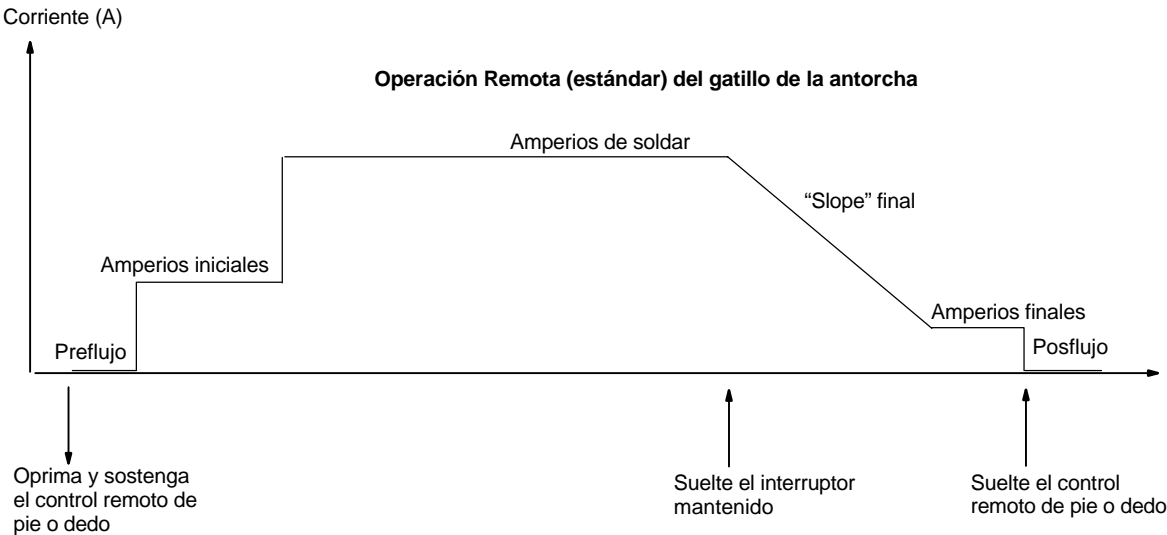 Corriente (A)
Operación Remota (estándar) del gatillo de la antorcha
Amperios de soldar
“Slope” final
Amperios iniciales
Amperios finales
Preflujo
Posflujo
Oprima y sostenga
el control remoto de
pie o dedo
Suelte el interruptor
mantenido
Suelte el control
remoto de pie o dedo